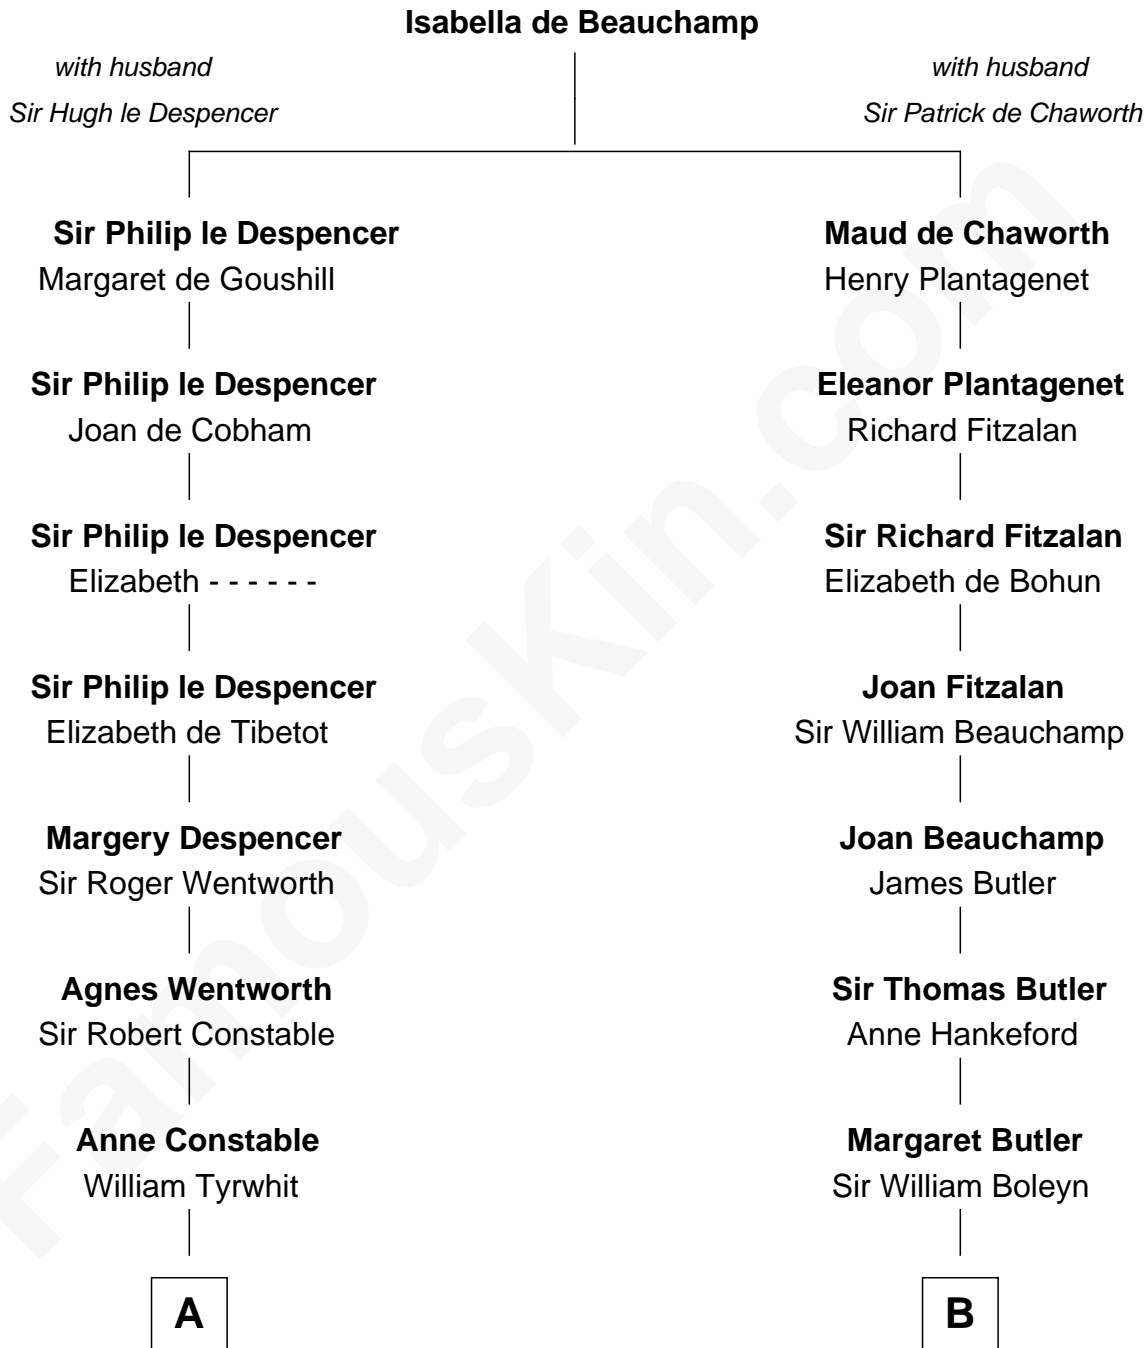 Isabella de Beauchamp
with husband
Sir Hugh le Despencer
with husband
Sir Patrick de Chaworth
Sir Philip le Despencer
Margaret de Goushill
Maud de Chaworth
Henry Plantagenet
Sir Philip le Despencer
Joan de Cobham
Eleanor Plantagenet
Richard Fitzalan
Sir Philip le Despencer
Elizabeth - - - - - -
Sir Richard Fitzalan
Elizabeth de Bohun
Sir Philip le Despencer
Elizabeth de Tibetot
Joan Fitzalan
Sir William Beauchamp
Margery Despencer
Sir Roger Wentworth
Joan Beauchamp
James Butler
Agnes Wentworth
Sir Robert Constable
Sir Thomas Butler
Anne Hankeford
Anne Constable
William Tyrwhit
Margaret Butler
Sir William Boleyn
A
B
FamousKin.com